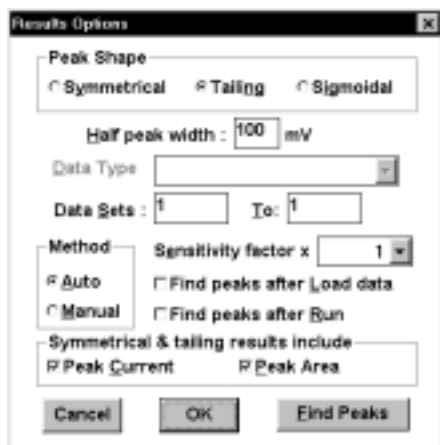 Results Options
Peak Shape
Symmetrical Tailing Sigmoidal
Half peak width : 100 mV
Data Type
Data Sets : 1 To: 1
Method
Sensitivity factor x 1
Auto
Find peaks after Load data
Manual
Find peaks after Run
Symmetrical & tailing results include
Peak Current Peak Area
Cancel OK Find Peaks